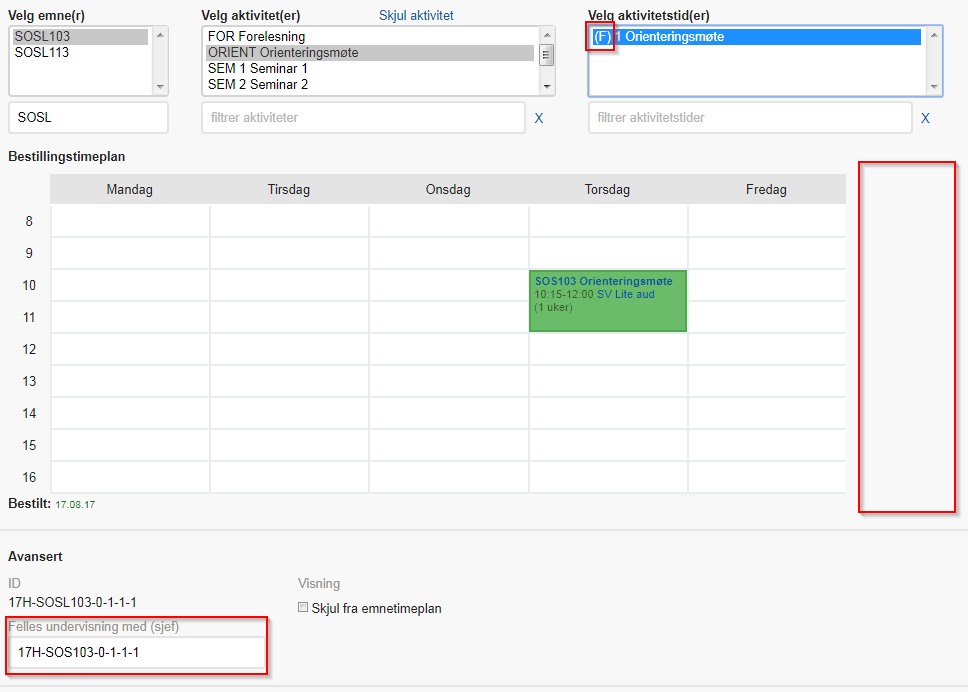 Velg emne(r)
SOSL103
SOSL113
SOSL
Velg aktivitet(er)
Skjul aktivitet
FOR Forelesning
ORIENT Orienteringsmøte
SEM 1 Seminar 1
SEM 2 Seminar 2
filtrer aktiviteter
X
Velg aktivitetstid(er)
(F) 1 Orienteringsmøte
filtrer aktivitetstider
X
Bestillingstimeplan
Mandag Tirsdag Onsdag Torsdag Fredag
8
9
10
11
12
13
14
15
16
SOS103 Orienteringsmøte
10:15-12:00 SV Lite aud
(1 uker)
Bestilt: 17.08.17
Avansert
ID
17H-SOSL103-0-1-1-1
Felles undervisning med (sjef)
17H-SOS103-0-1-1-1
Visning
Skjul fra emnetimeplan